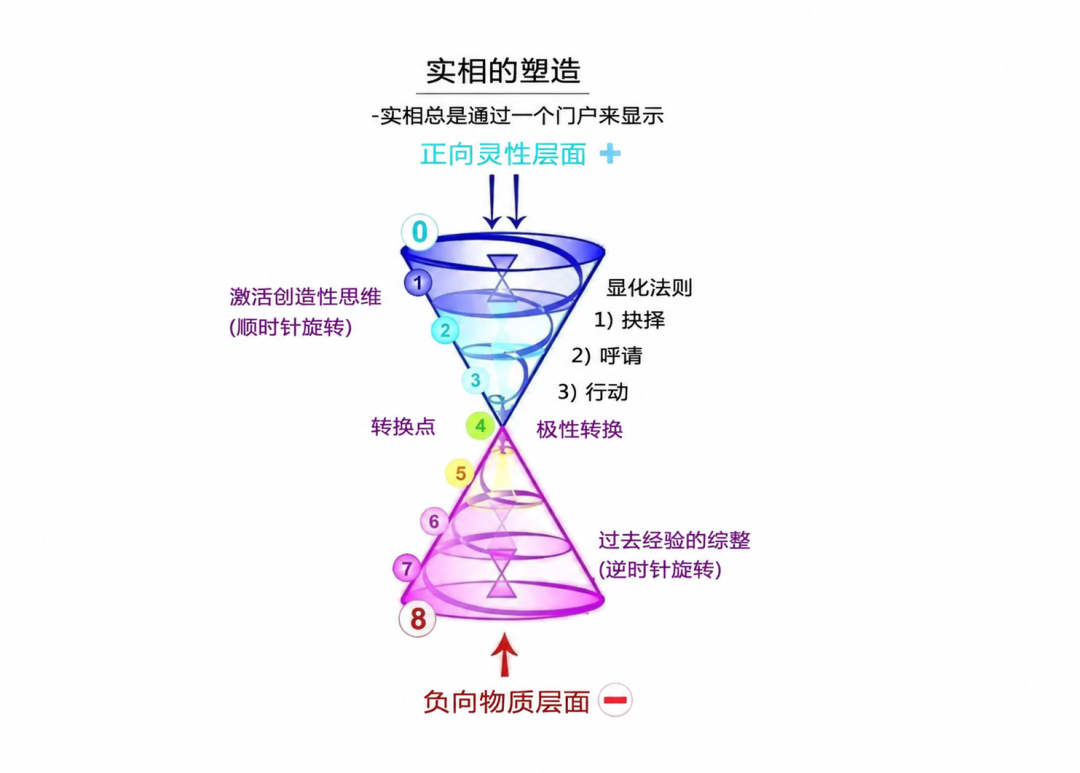 实相的塑造
-实相总是通过一个门户来显示
正向灵性层面 +
0
1
激活创造性思维
(顺时针旋转)
2
3
显化法则
1) 抉择
2) 呼请
3) 行动
转换点
4
极性转换
5
6
7
过去经验的综整
(逆时针旋转)
8
负向物质层面 −